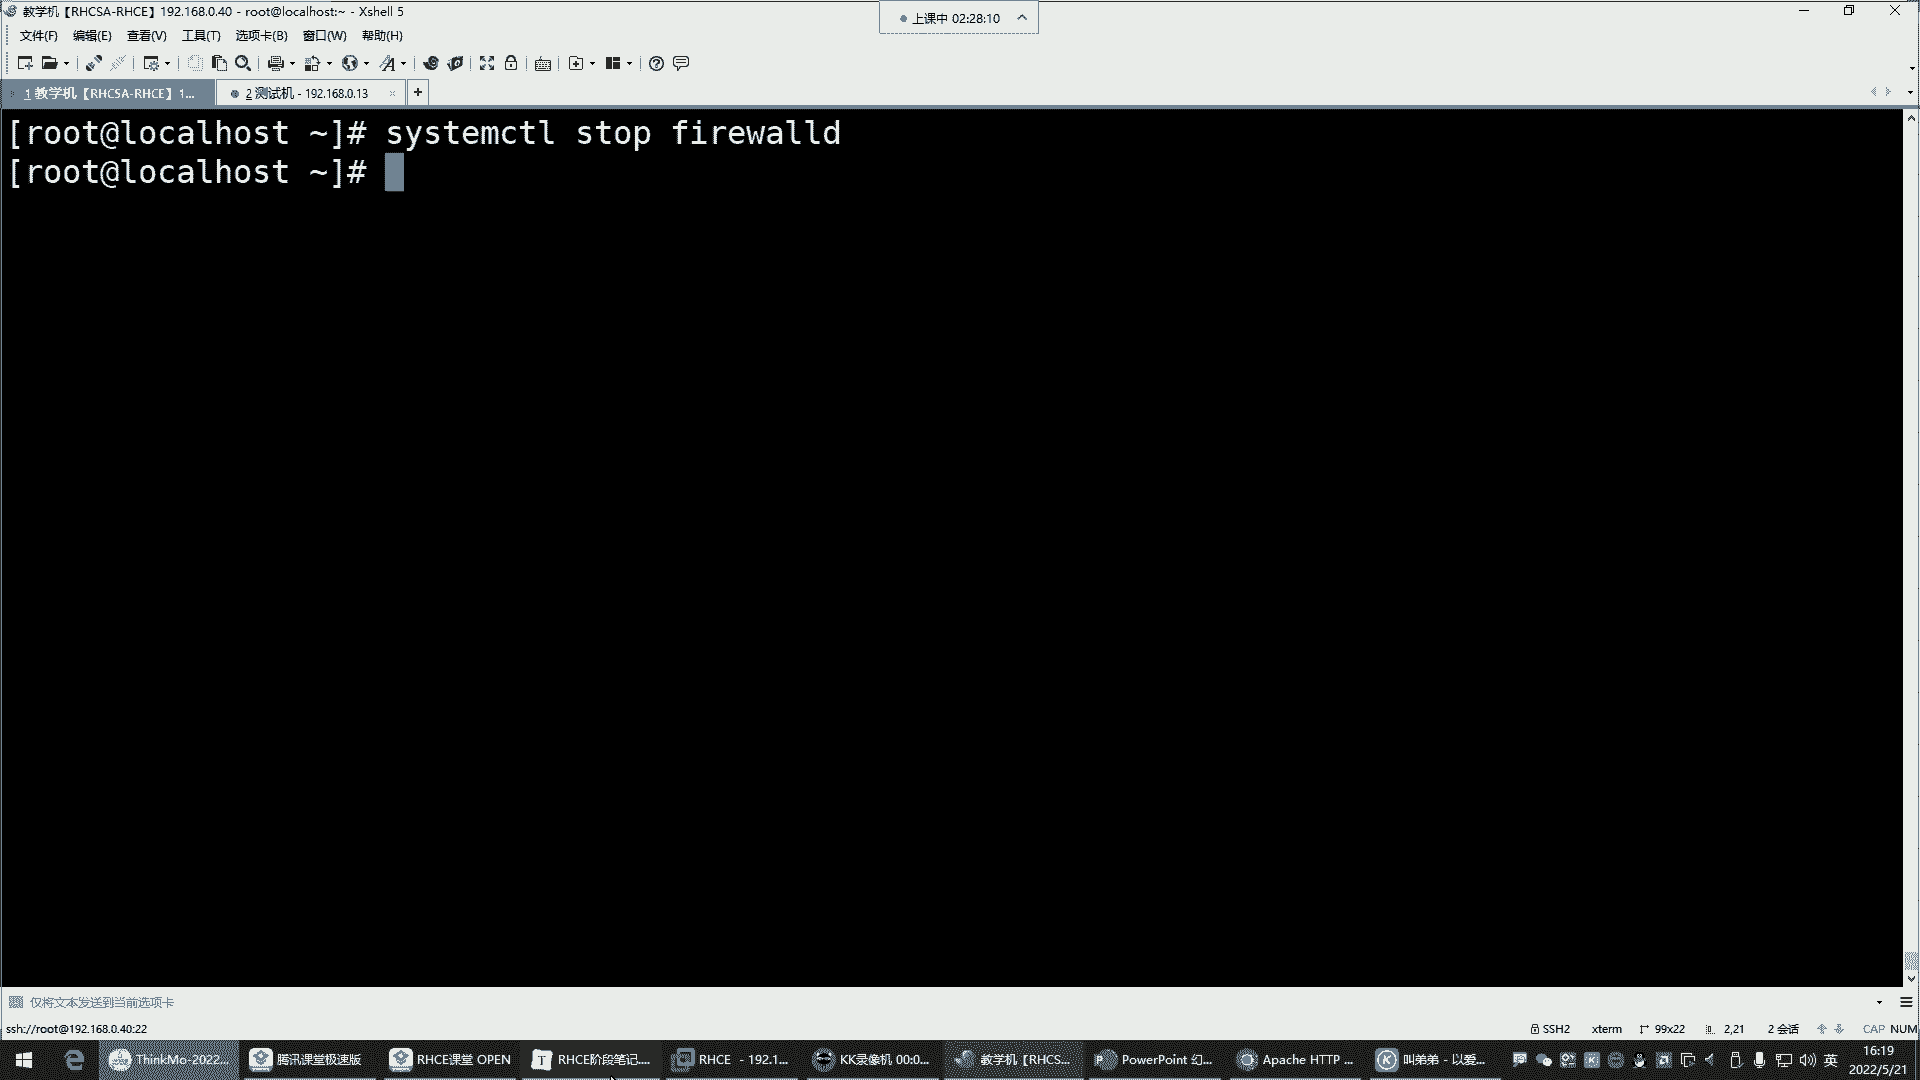 教学机【RHCSA-RHCE】192.168.0.40 - root@localhost:~ - Xshell 5
上课中 02:28:10
文件(F) 编辑(E) 查看(V) 工具(T) 选项卡(B) 窗口(W) 帮助(H)
1 教学机【RHCSA-RHCE】1... 2 测试机 - 192.168.0.13
[root@localhost ~]# systemctl stop firewalld
[root@localhost ~]#
仅将文本发送到当前选项卡
ssh://root@192.168.0.40:22 SSH2 xterm 99x22 2,21 2 会话 CAP NUM
ThinkMo-2022... 腾讯课堂极速版 RHCE课堂 OPEN RHCE阶段笔记.... RHCE - 192.1... KK录像机 00:0... 教学机【RHCS... PowerPoint 幻... Apache HTTP ... 叫弟弟 - 以爱... 英 16:19
2022/5/21